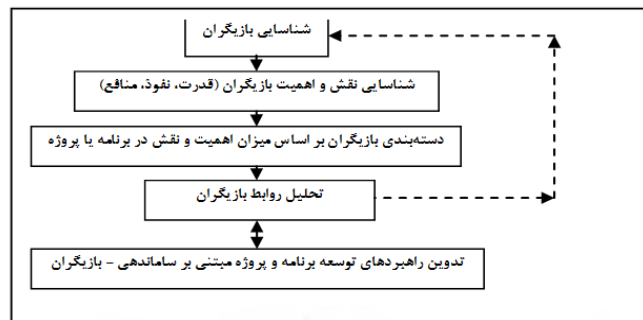 شناسایی بازیگران
شناسایی نقش و اهمیت بازیگران (قدرت، نفوذ، منافع)
دسته‌بندی بازیگران بر اساس میزان اهمیت و نقش در برنامه یا پروژه
تحلیل روابط بازیگران
تدوین راهبردهای توسعه برنامه و پروژه مبتنی بر ساماندهی – بازیگران